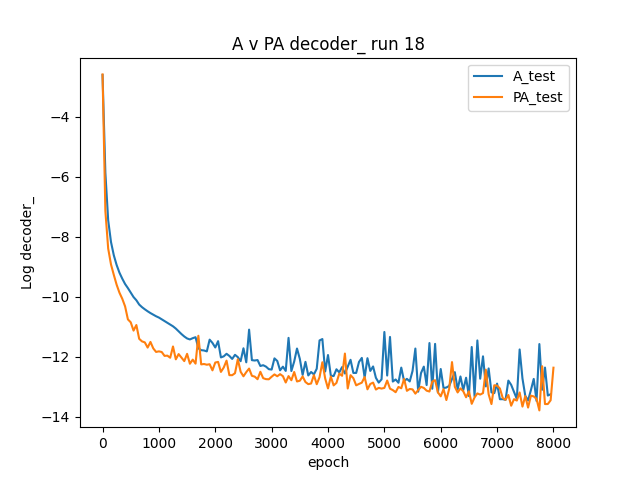 A v PA decoder_ run 18
A_test
PA_test
Log decoder_
−4
−6
−8
−10
−12
−14
0 1000 2000 3000 4000 5000 6000 7000 8000
epoch